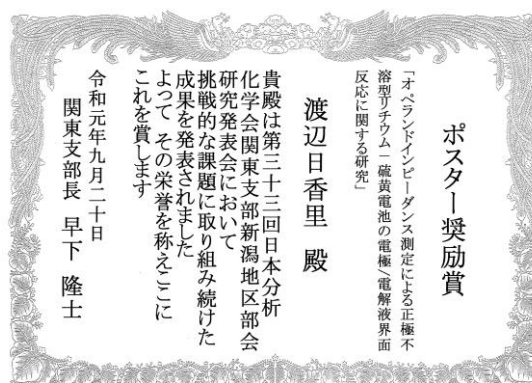 ポスター奨励賞
「オペランドインピーダンス測定による正極不
溶型リチウム－硫黄電池の電極/電解液界面
反応に関する研究」
渡辺日香里 殿
貴殿は第三十三回日本分析
化学会関東支部新潟地区部会
研究発表会において
挑戦的な課題に取り組み続けた
成果を発表されました
よって その栄誉を称えここに
これを賞します
令和元年九月二十日
関東支部長 早下 隆士